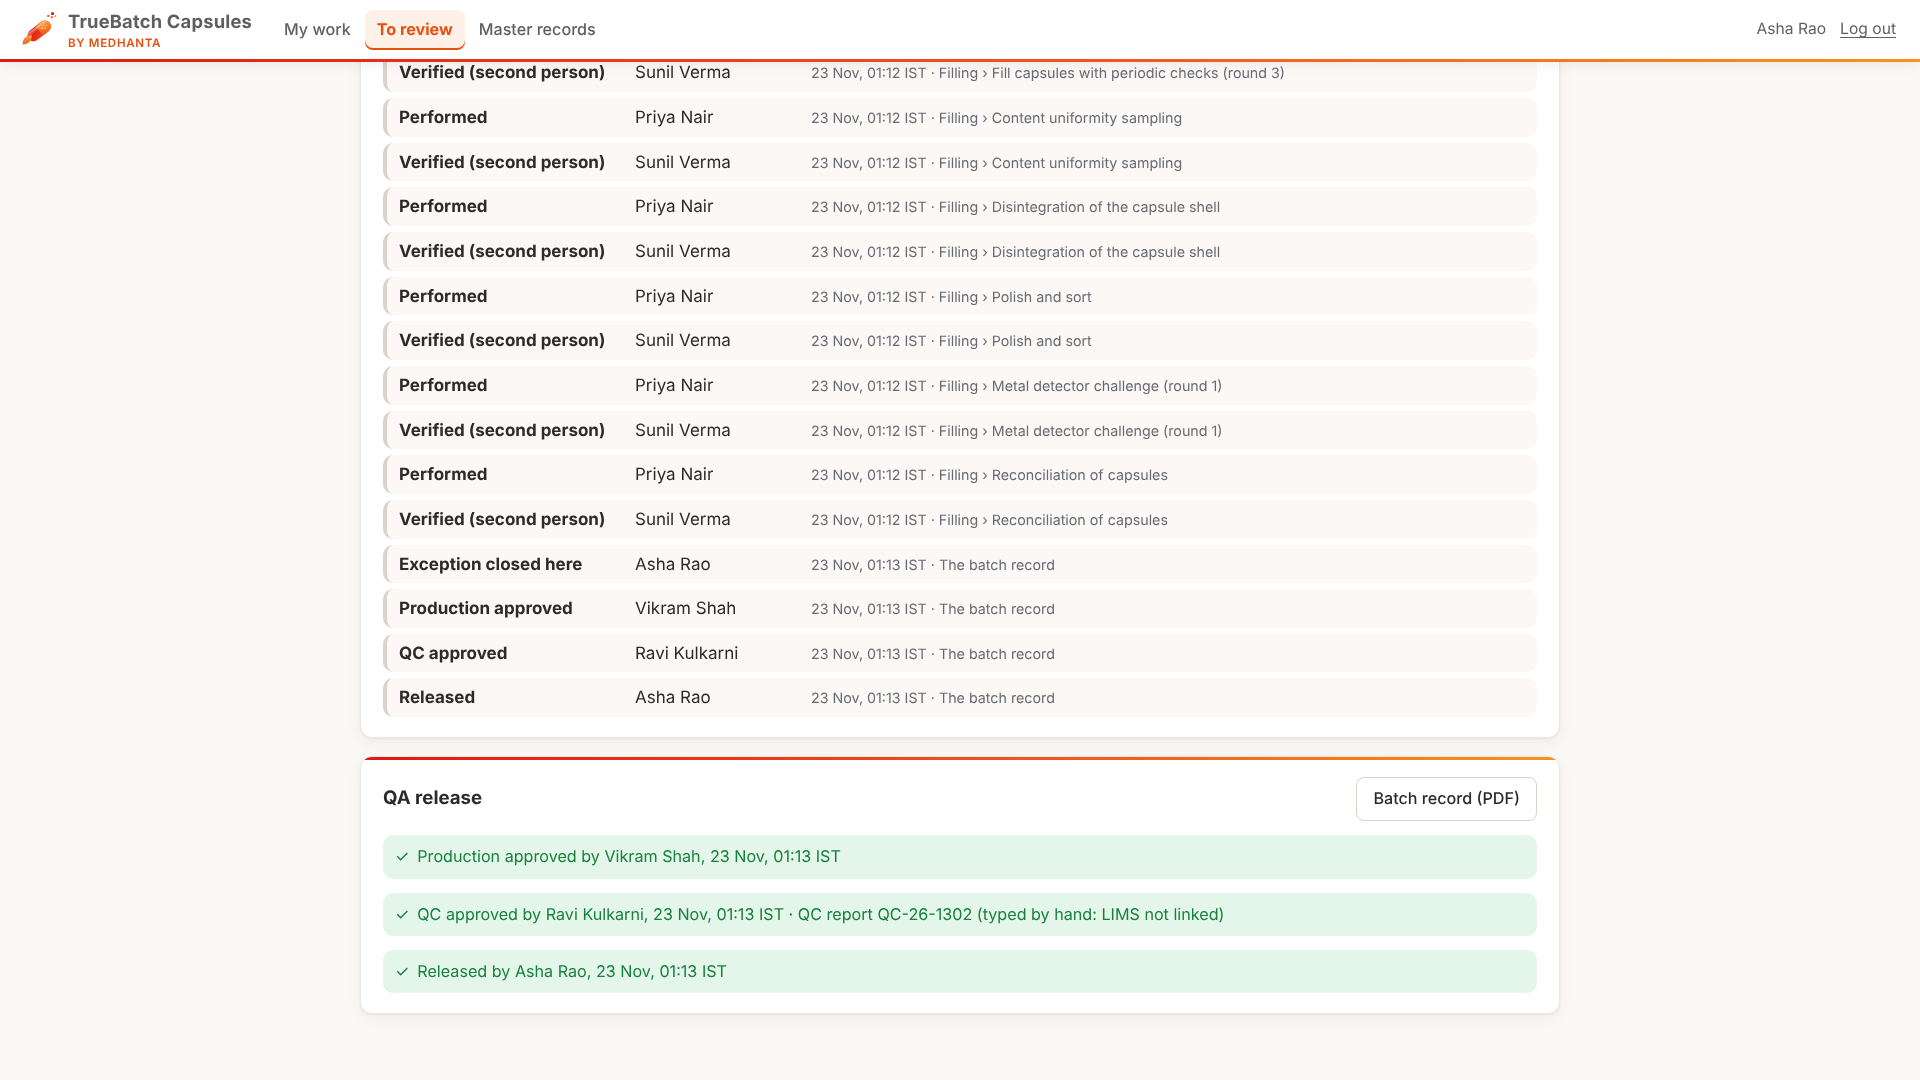 TrueBatch Capsules
BY MEDHANTA
My work
To review
Master records
Asha Rao
Log out
Verified (second person) Sunil Verma 23 Nov, 01:12 IST · Filling › Fill capsules with periodic checks (round 3)
Performed Priya Nair 23 Nov, 01:12 IST · Filling › Content uniformity sampling
Verified (second person) Sunil Verma 23 Nov, 01:12 IST · Filling › Content uniformity sampling
Performed Priya Nair 23 Nov, 01:12 IST · Filling › Disintegration of the capsule shell
Verified (second person) Sunil Verma 23 Nov, 01:12 IST · Filling › Disintegration of the capsule shell
Performed Priya Nair 23 Nov, 01:12 IST · Filling › Polish and sort
Verified (second person) Sunil Verma 23 Nov, 01:12 IST · Filling › Polish and sort
Performed Priya Nair 23 Nov, 01:12 IST · Filling › Metal detector challenge (round 1)
Verified (second person) Sunil Verma 23 Nov, 01:12 IST · Filling › Metal detector challenge (round 1)
Performed Priya Nair 23 Nov, 01:12 IST · Filling › Reconciliation of capsules
Verified (second person) Sunil Verma 23 Nov, 01:12 IST · Filling › Reconciliation of capsules
Exception closed here Asha Rao 23 Nov, 01:13 IST · The batch record
Production approved Vikram Shah 23 Nov, 01:13 IST · The batch record
QC approved Ravi Kulkarni 23 Nov, 01:13 IST · The batch record
Released Asha Rao 23 Nov, 01:13 IST · The batch record
QA release
Batch record (PDF)
✓ Production approved by Vikram Shah, 23 Nov, 01:13 IST
✓ QC approved by Ravi Kulkarni, 23 Nov, 01:13 IST · QC report QC-26-1302 (typed by hand: LIMS not linked)
✓ Released by Asha Rao, 23 Nov, 01:13 IST